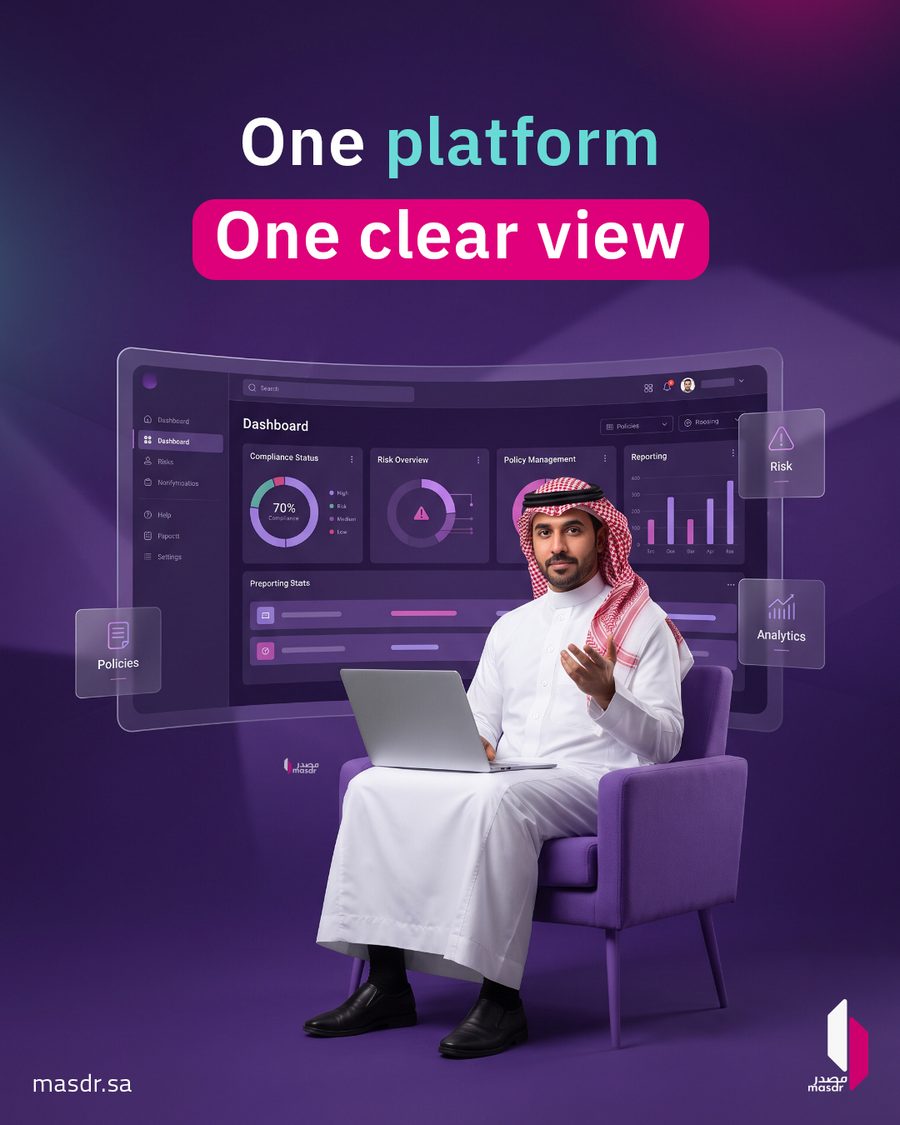 One platform
One clear view
Search
Dashboard
Dashboard
Risks
Help
Settings
Dashboard
Policies
Compliance Status
70%
Compliance
High
Risk
Medium
Low
Risk Overview
Policy Management
Reporting
Preporting Stats
Risk
Analytics
Policies
مصدر
masdr
masdr.sa
مصدر
masdr